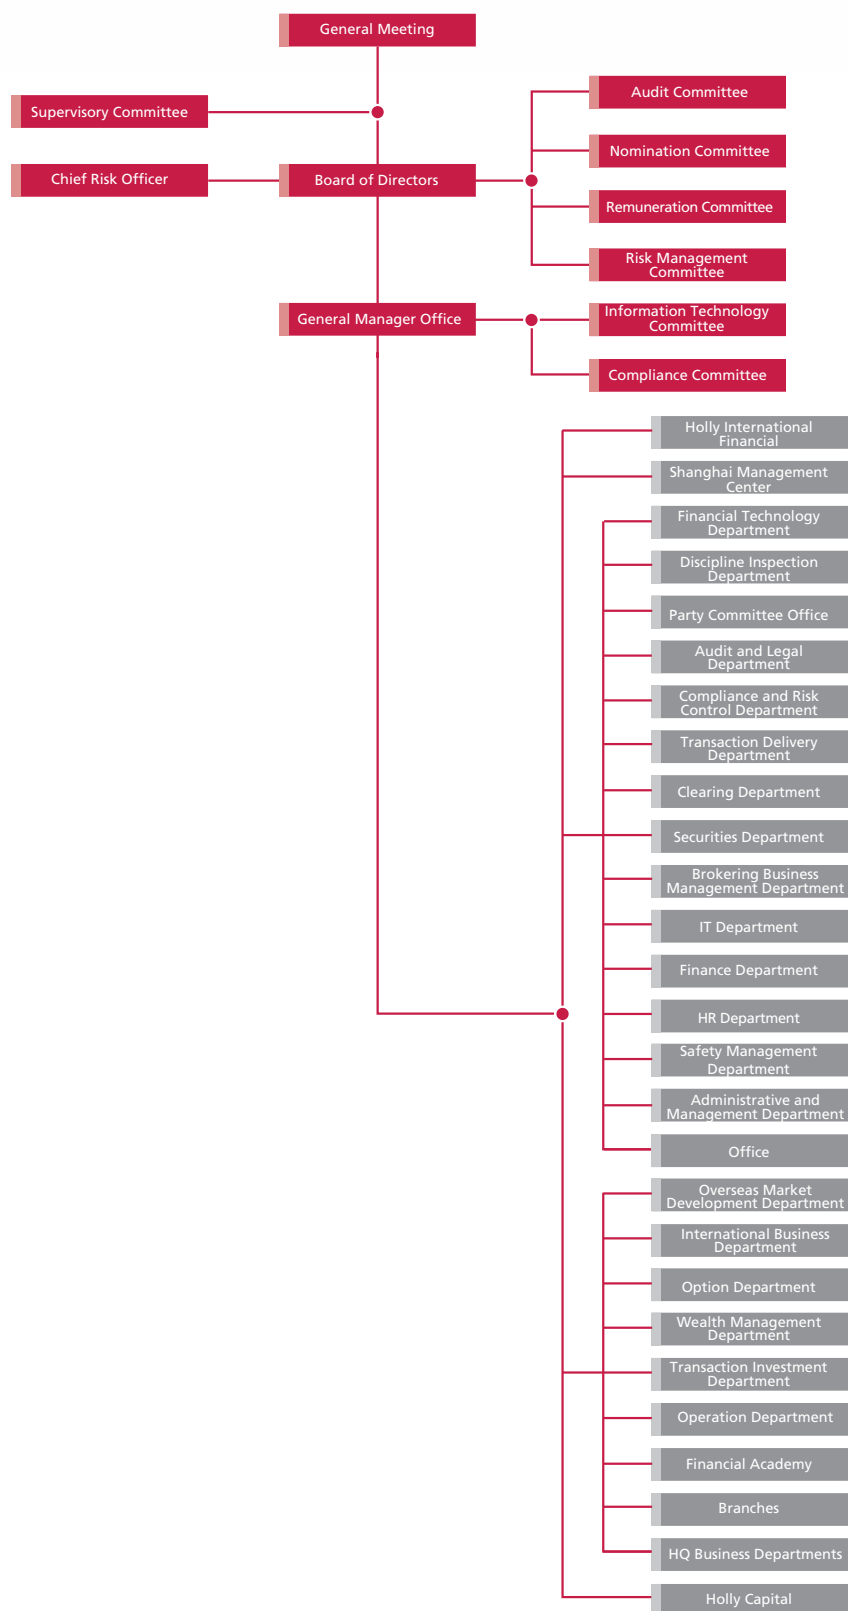 General Meeting
Supervisory Committee
Audit Committee
Nomination Committee
Chief Risk Officer
Board of Directors
Remuneration Committee
Risk Management
Committee
General Manager Office
Information Technology
Committee
Compliance Committee
Holly International
Financial
Shanghai Management
Center
Financial Technology
Department
Discipline Inspection
Department
Party Committee Office
Audit and Legal
Department
Compliance and Risk
Control Department
Transaction Delivery
Department
Clearing Department
Securities Department
Brokering Business
Management Department
IT Department
Finance Department
HR Department
Safety Management
Department
Administrative and
Management Department
Office
Overseas Market
Development Department
International Business
Department
Option Department
Wealth Management
Department
Transaction Investment
Department
Operation Department
Financial Academy
Branches
HQ Business Departments
Holly Capital